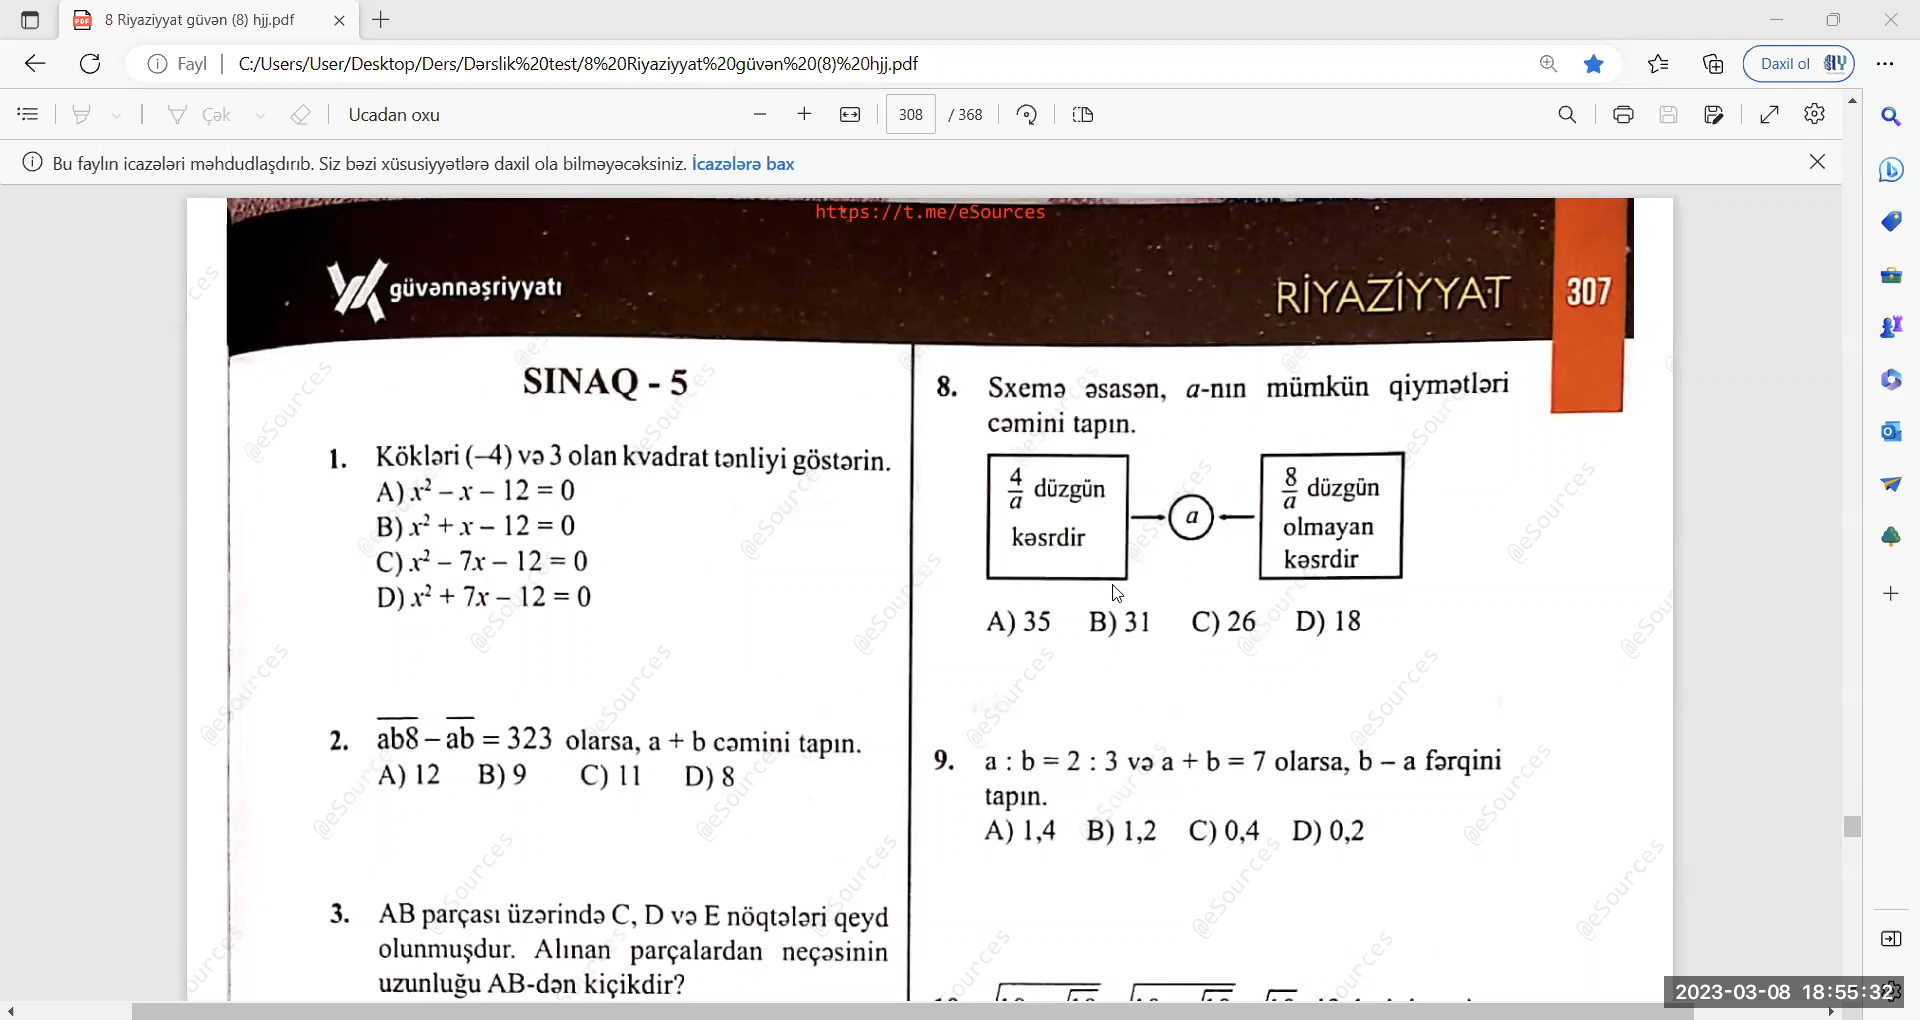 8 Riyaziyyat güvən (8) hjj.pdf
Fayl
C:/Users/User/Desktop/Ders/Dərslik%20test/8%20Riyaziyyat%20güvən%20(8)%20hjj.pdf
Daxil ol
Çək
Ucadan oxu
308 / 368
Bu faylın icazələri məhdudlaşdırıb. Siz bəzi xüsusiyyətlərə daxil ola bilməyəcəksiniz. İcazələrə bax
https://t.me/eSources
güvənnəşriyyatı
RİYAZİYYAT
307
SINAQ - 5
1. Kökləri (–4) və 3 olan kvadrat tənliyi göstərin.
A) x² – x – 12 = 0
B) x² + x – 12 = 0
C) x² – 7x – 12 = 0
D) x² + 7x – 12 = 0
2. ab8 – ab = 323 olarsa, a + b cəmini tapın.
A) 12 B) 9 C) 11 D) 8
3. AB parçası üzərində C, D və E nöqtələri qeyd
olunmuşdur. Alınan parçalardan neçəsinin
uzunluğu AB-dən kiçikdir?
8. Sxemə əsasən, a-nın mümkün qiymətləri
cəmini tapın.
4/a düzgün
kəsrdir
a
8/a düzgün
olmayan
kəsrdir
A) 35 B) 31 C) 26 D) 18
9. a : b = 2 : 3 və a + b = 7 olarsa, b – a fərqini
tapın.
A) 1,4 B) 1,2 C) 0,4 D) 0,2
@eSources
2023-03-08 18:55:32